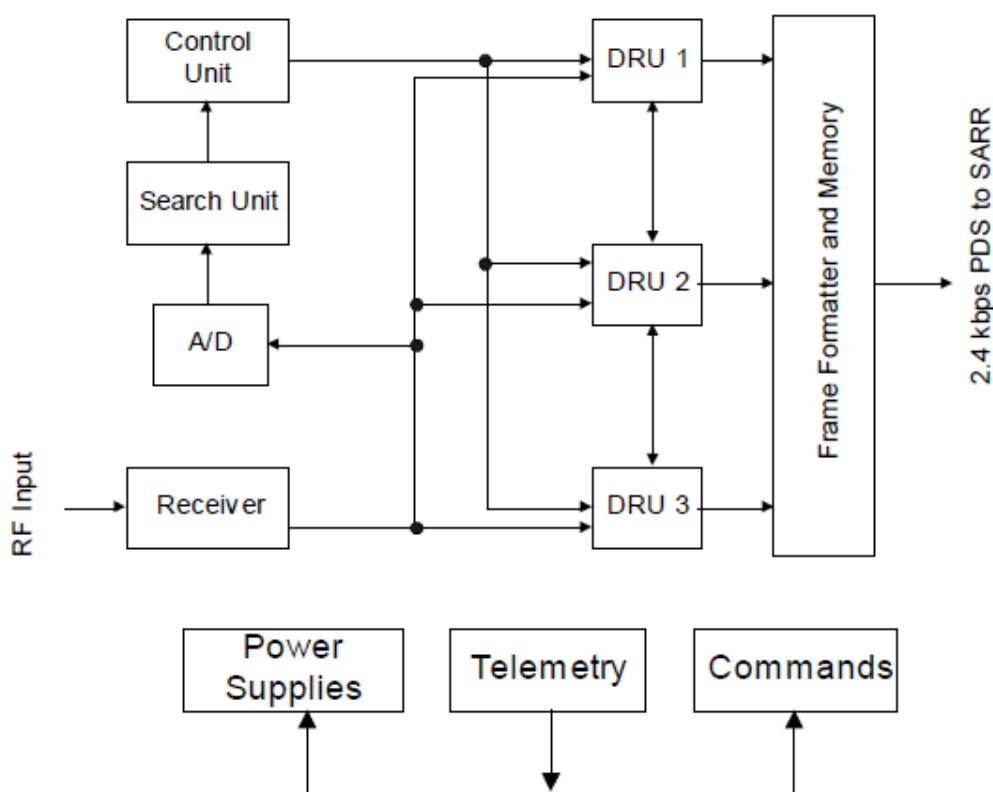 Control
Unit
DRU 1
Search Unit
DRU 2
A/D
Receiver
DRU 3
RF Input
Frame Formatter and Memory
2.4 kbps PDS to SARR
Power
Supplies
Telemetry
Commands